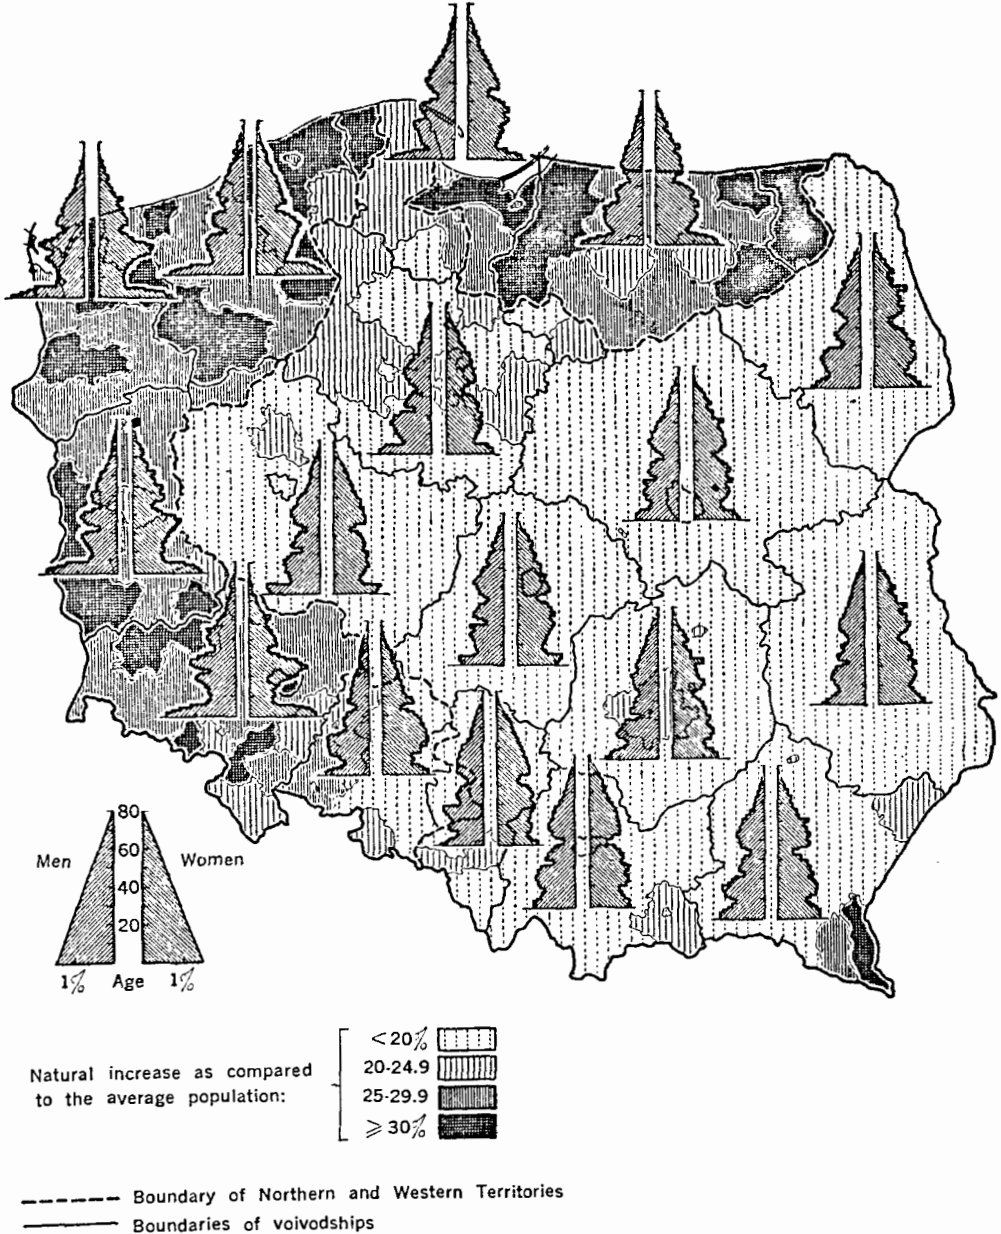 80
60
Men
Women
40
20
1%
Age
1%
<20%
Natural increase as compared
20-24.9
to the average population:
25-29.9
⩾30%
Boundary of Northern and Western Territories
Boundaries of voivodships